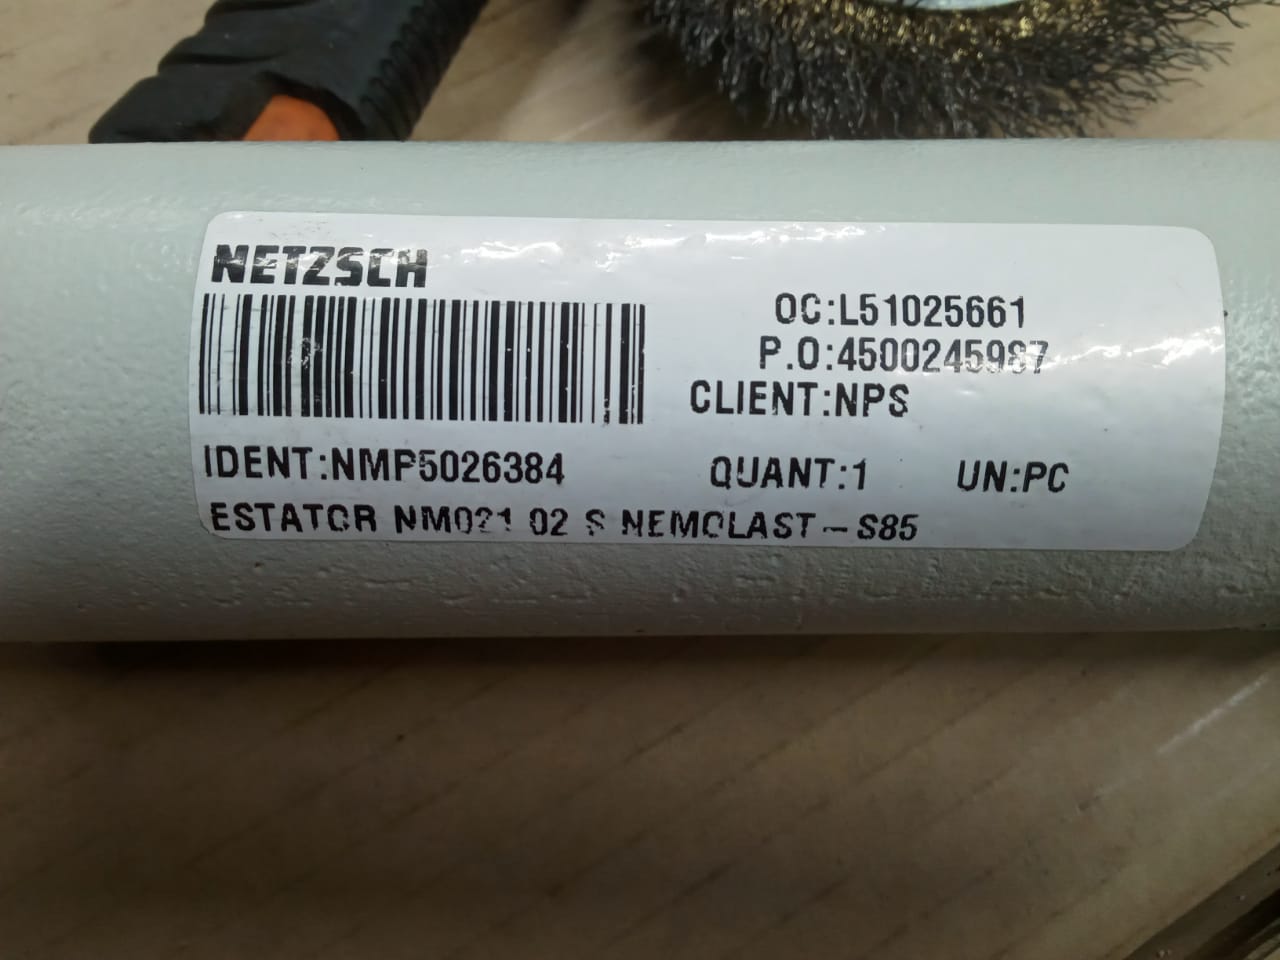 NETZSCH
OC:L51025661
P.O:4500245987
CLIENT:NPS
IDENT:NMP5026384 QUANT:1 UN:PC
ESTATOR NM021 02 S NEMOLAST-S85